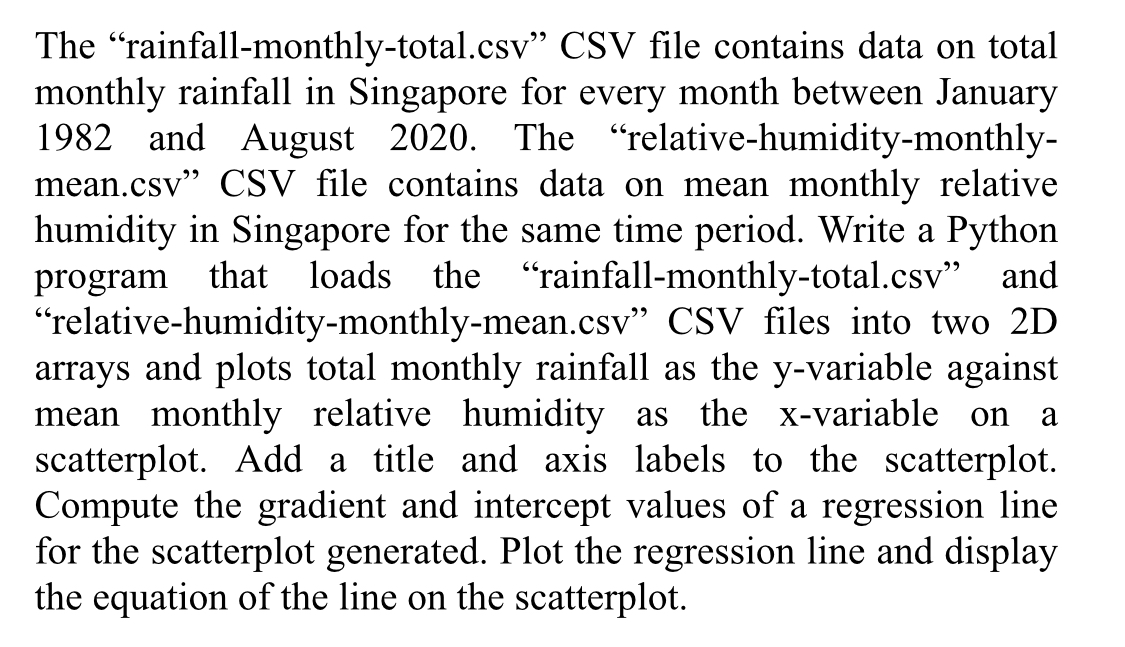 The “rainfall-monthly-total.csv” CSV file contains data on total
monthly rainfall in Singapore for every month between January
1982 and August 2020. The “relative-humidity-monthly-
mean.csv” CSV file contains data on mean monthly relative
humidity in Singapore for the same time period. Write a Python
program that loads the “rainfall-monthly-total.csv” and
“relative-humidity-monthly-mean.csv” CSV files into two 2D
arrays and plots total monthly rainfall as the y-variable against
mean monthly relative humidity as the x-variable on a
scatterplot. Add a title and axis labels to the scatterplot.
Compute the gradient and intercept values of a regression line
for the scatterplot generated. Plot the regression line and display
the equation of the line on the scatterplot.